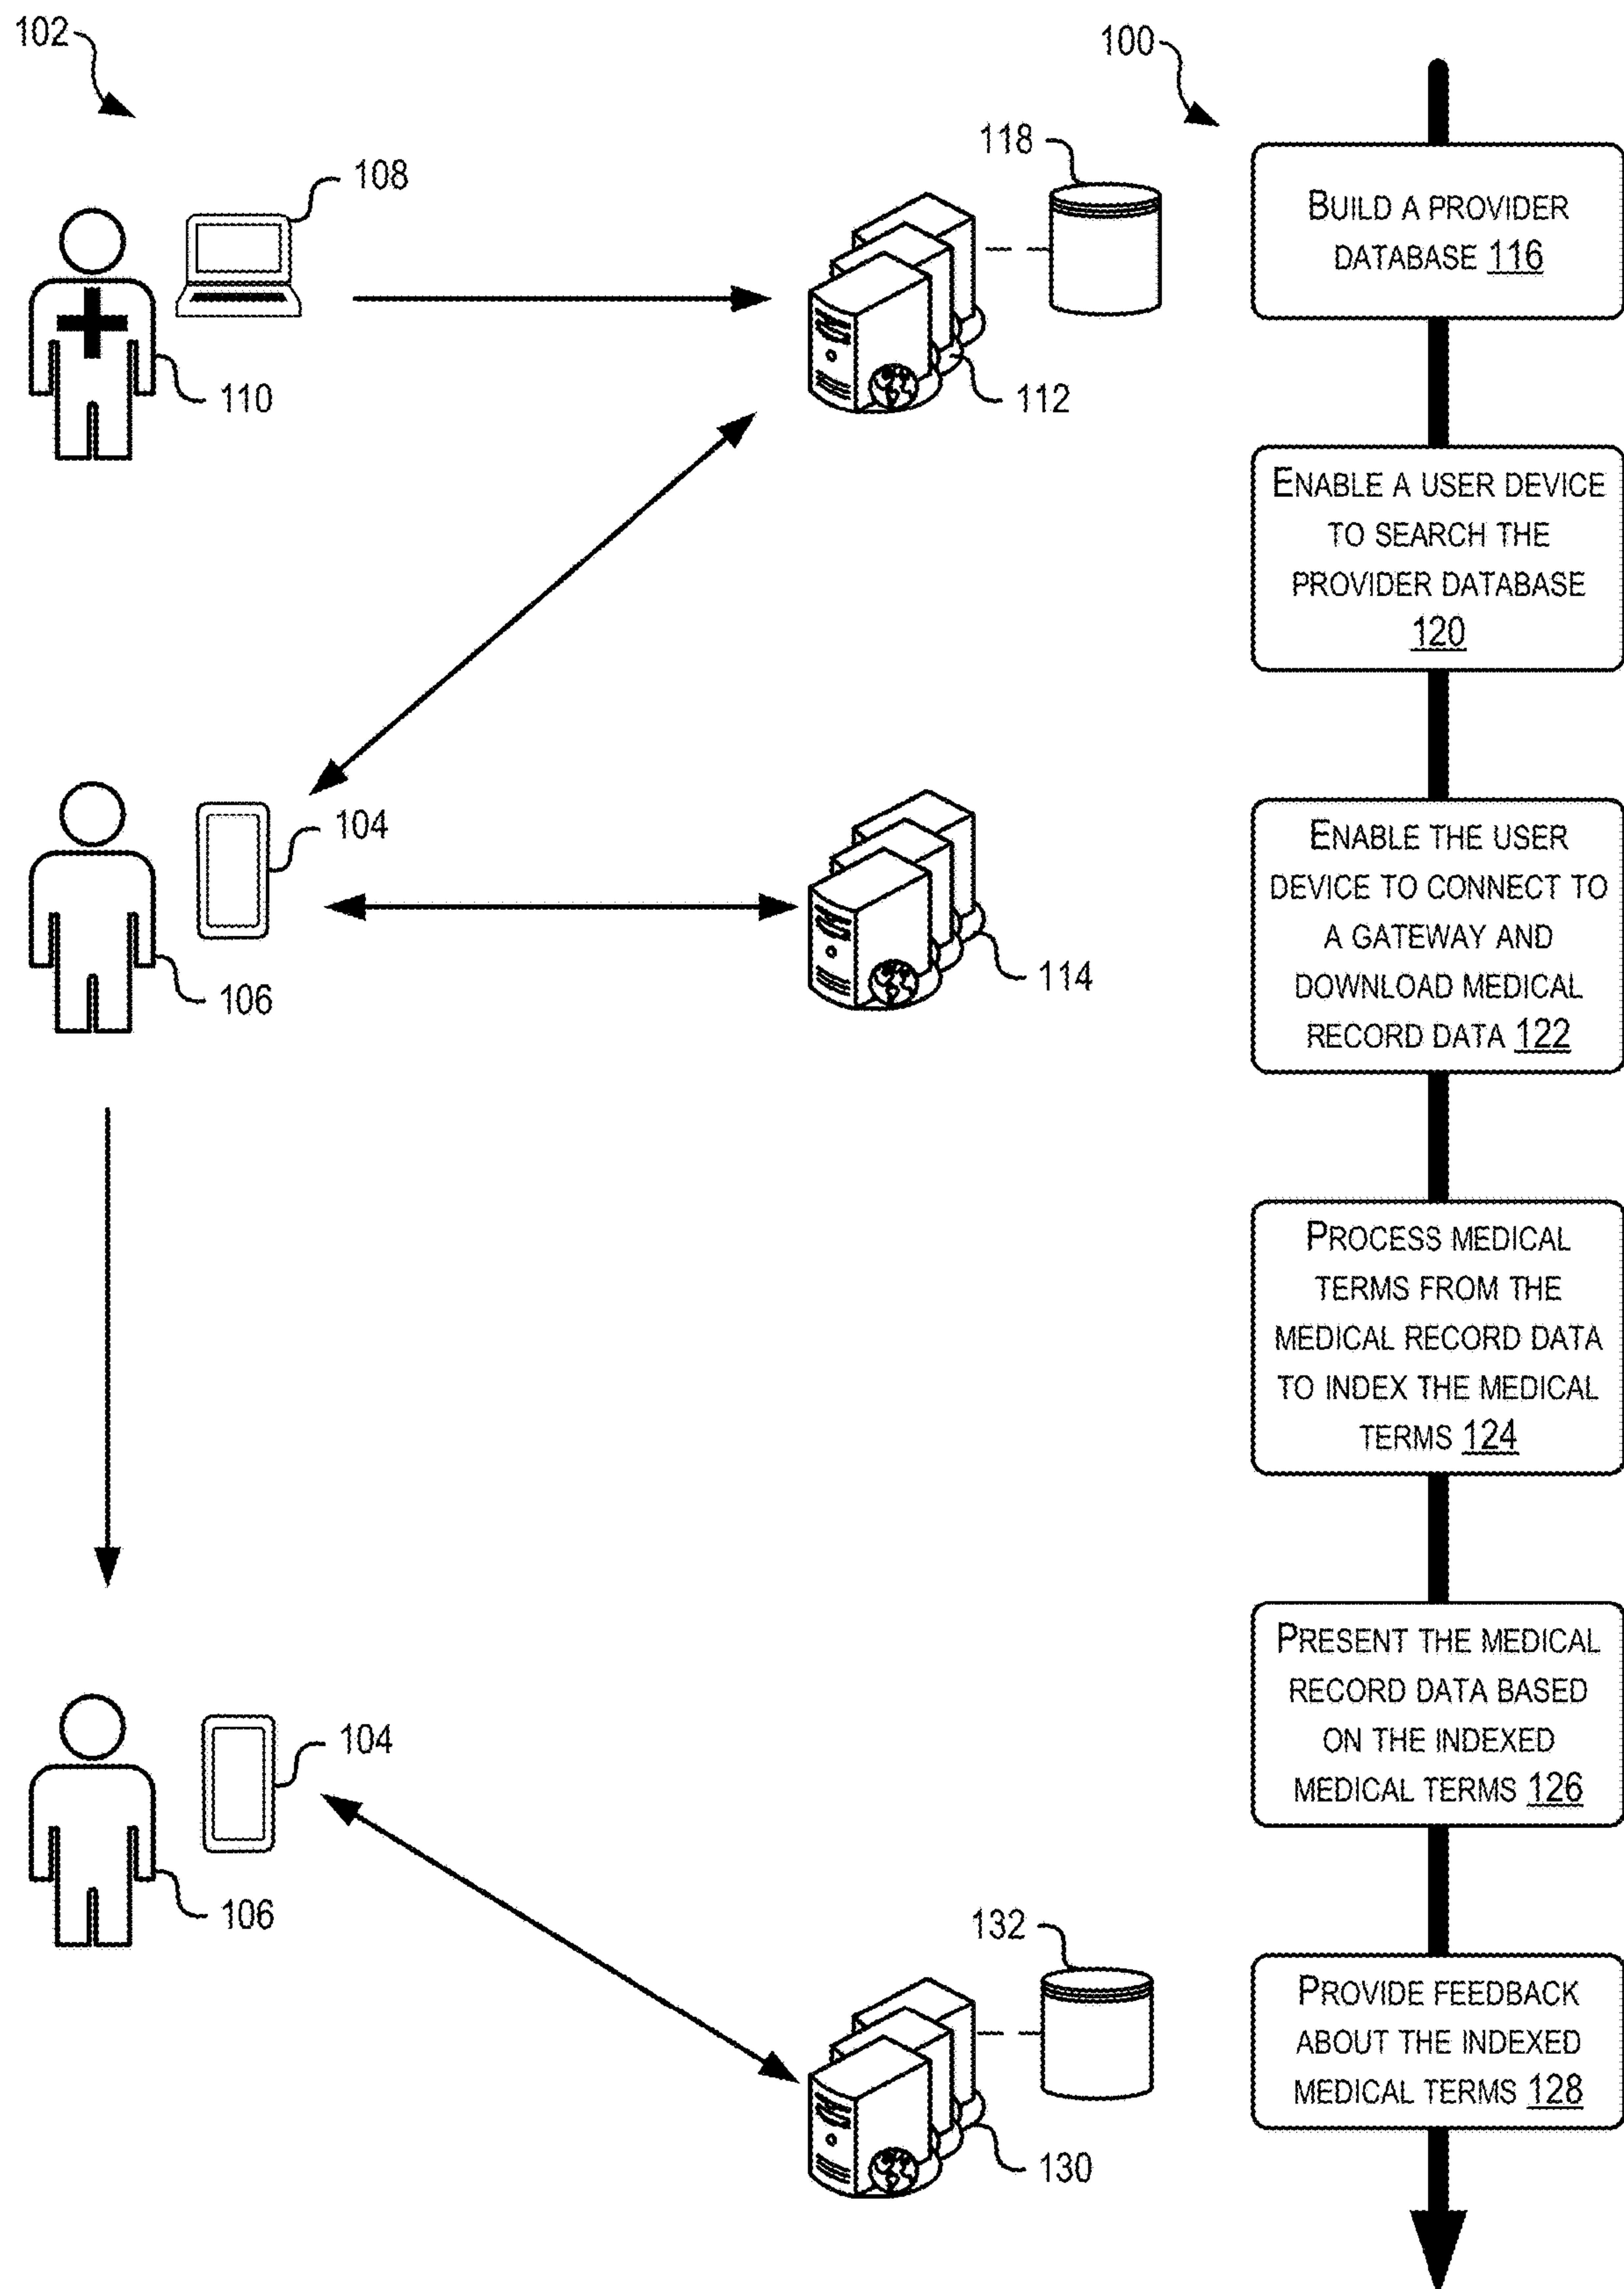 102
100
118
108
BUILD A PROVIDER
DATABASE 116
110
112
ENABLE A USER DEVICE
TO SEARCH THE
PROVIDER DATABASE
120
104
ENABLE THE USER
DEVICE TO CONNECT TO
A GATEWAY AND
DOWNLOAD MEDICAL
RECORD DATA 122
106
114
PROCESS MEDICAL
TERMS FROM THE
MEDICAL RECORD DATA
TO INDEX THE MEDICAL
TERMS 124
PRESENT THE MEDICAL
RECORD DATA BASED
ON THE INDEXED
MEDICAL TERMS 126
104
106
132
PROVIDE FEEDBACK
ABOUT THE INDEXED
MEDICAL TERMS 128
130